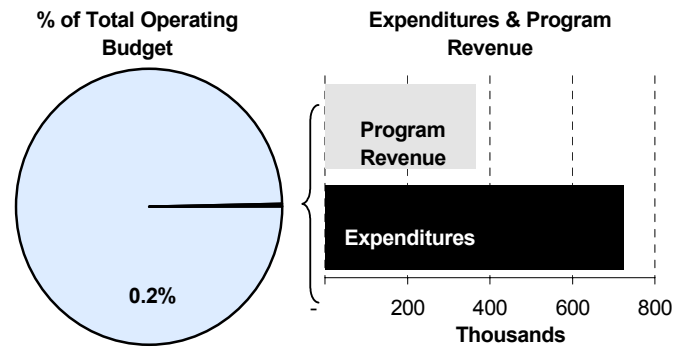 % of Total Operating
Budget
Expenditures & Program
Revenue
Program
Revenue
Expenditures
0.2%
- 200 400 600 800
Thousands